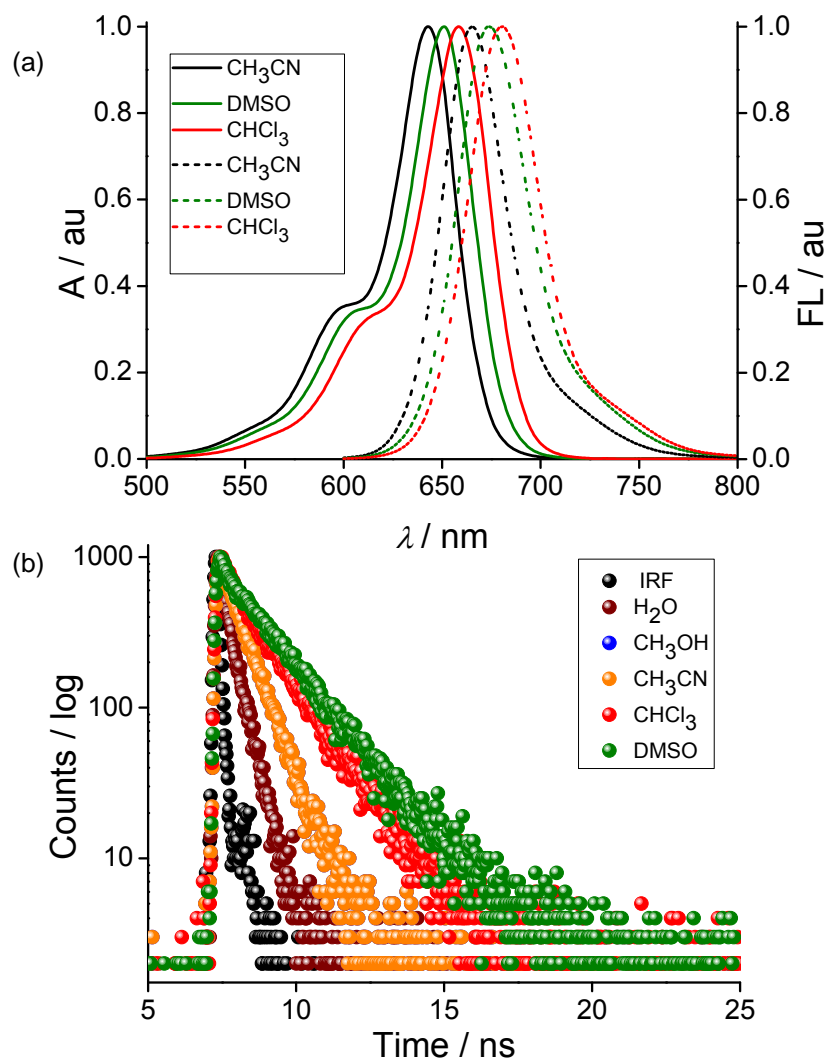 (a)
CH₃CN
DMSO
CHCl₃
CH₃CN
DMSO
CHCl₃
A / au
1.0
0.8
0.6
0.4
0.2
0.0
FL / au
1.0
0.8
0.6
0.4
0.2
0.0
500 550 600 650 700 750 800
λ / nm
(b)
IRF
H₂O
CH₃OH
CH₃CN
CHCl₃
DMSO
Counts / log
1000
100
10
5 10 15 20 25
Time / ns